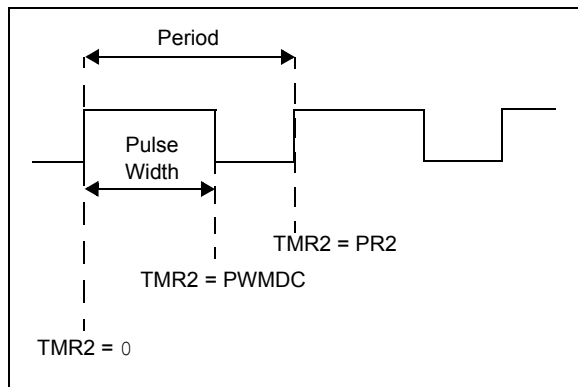 Period
Pulse
Width
TMR2 = PR2
TMR2 = PWMDC
TMR2 = 0